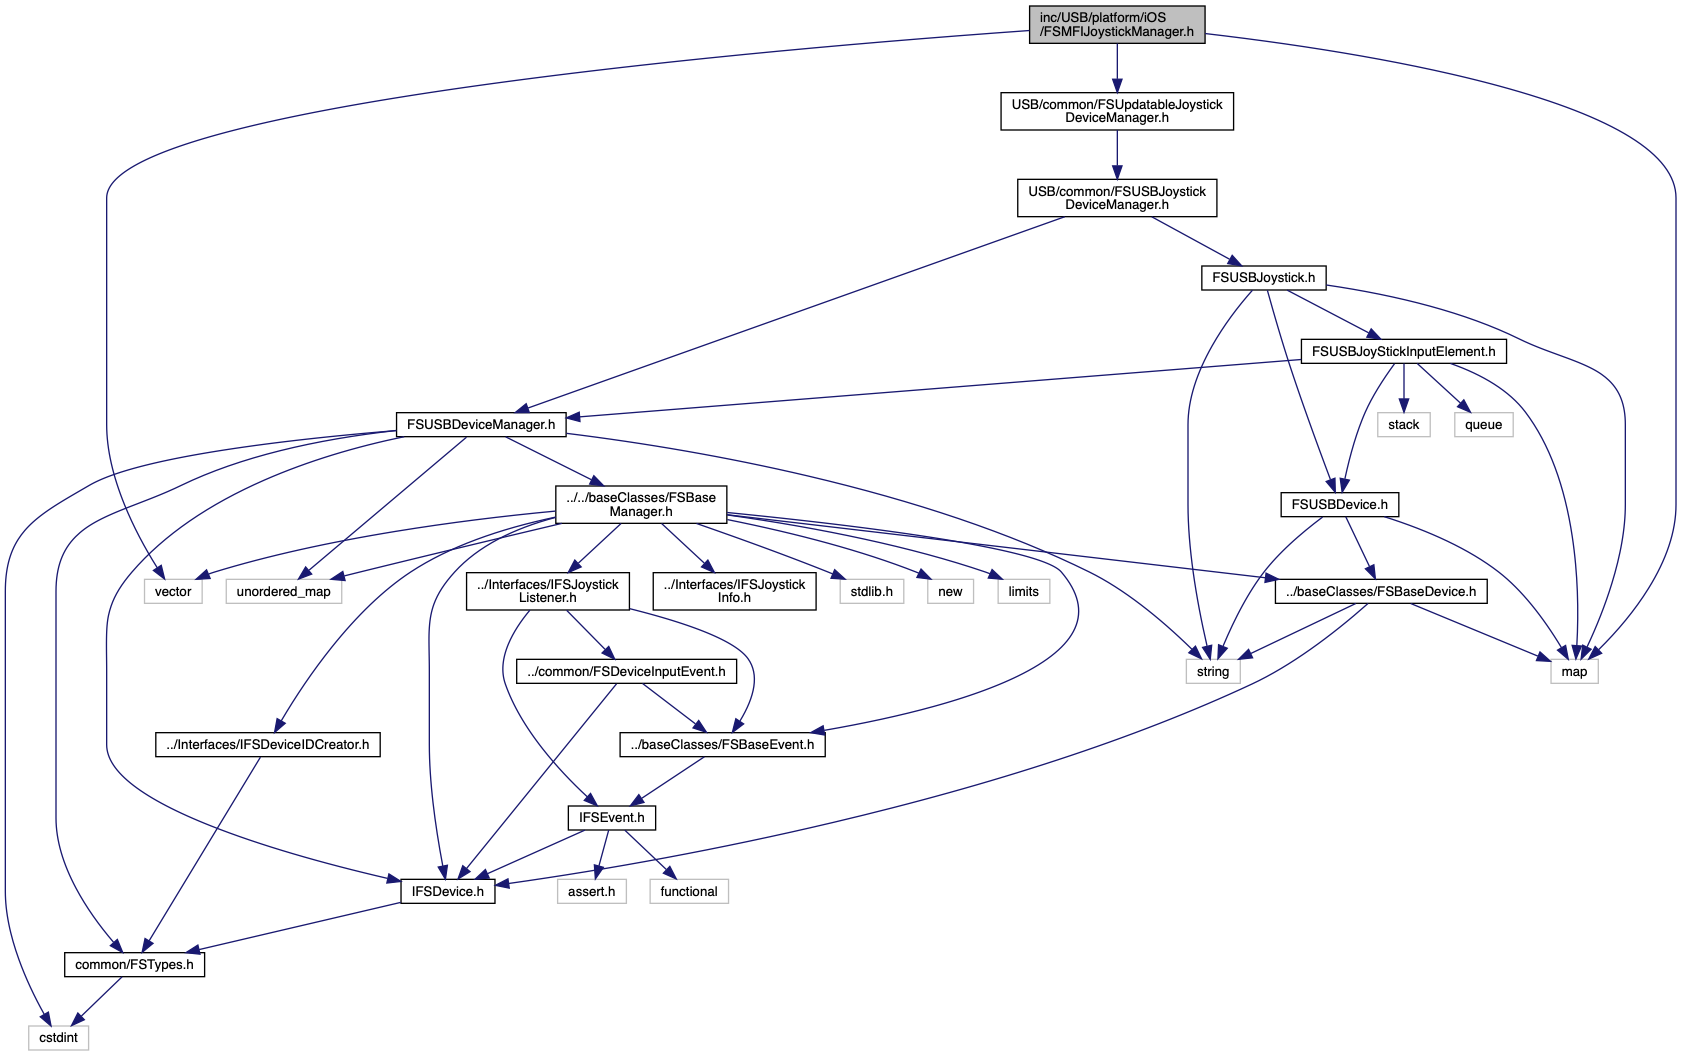 inc/USB/platform/iOS
/FSMFIJoystickManager.h
USB/common/FSUpdatableJoystick
DeviceManager.h
USB/common/FSUSBJoystick
DeviceManager.h
FSUSBJoystick.h
FSUSBJoyStickInputElement.h
FSUSBDeviceManager.h
stack
queue
../../baseClasses/FSBase
Manager.h
FSUSBDevice.h
vector
unordered_map
../Interfaces/IFSJoystick
Listener.h
../Interfaces/IFSJoystick
Info.h
stdlib.h
new
limits
../baseClasses/FSBaseDevice.h
../common/FSDeviceInputEvent.h
string
map
../Interfaces/IFSDeviceIDCreator.h
../baseClasses/FSBaseEvent.h
IFSEvent.h
IFSDevice.h
assert.h
functional
common/FSTypes.h
cstdint